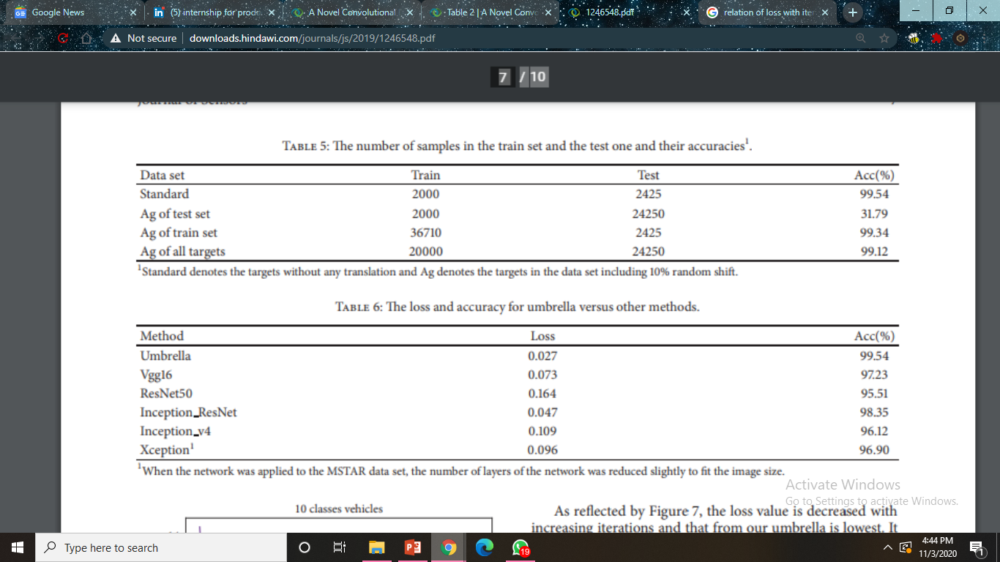 Google News
(5) internship for prod
A Novel Convolutional
Table 2 | A Novel Conv
1246548.pdf
relation of loss with iter
Not secure | downloads.hindawi.com/journals/js/2019/1246548.pdf
7 / 10
Journal of Sensors 7
TABLE 5: The number of samples in the train set and the test one and their accuracies¹.
Data set Train Test Acc(%)
Standard 2000 2425 99.54
Ag of test set 2000 24250 31.79
Ag of train set 36710 2425 99.34
Ag of all targets 20000 24250 99.12
¹Standard denotes the targets without any translation and Ag denotes the targets in the data set including 10% random shift.
TABLE 6: The loss and accuracy for umbrella versus other methods.
Method Loss Acc(%)
Umbrella 0.027 99.54
Vgg16 0.073 97.23
ResNet50 0.164 95.51
Inception_ResNet 0.047 98.35
Inception_v4 0.109 96.12
Xception¹ 0.096 96.90
¹When the network was applied to the MSTAR data set, the number of layers of the network was reduced slightly to fit the image size.
Activate Windows
Go to Settings to activate Windows.
10 classes vehicles
As reflected by Figure 7, the loss value is decreased with
increasing iterations and that from our umbrella is lowest. It
Type here to search
19
4:44 PM
11/3/2020
1